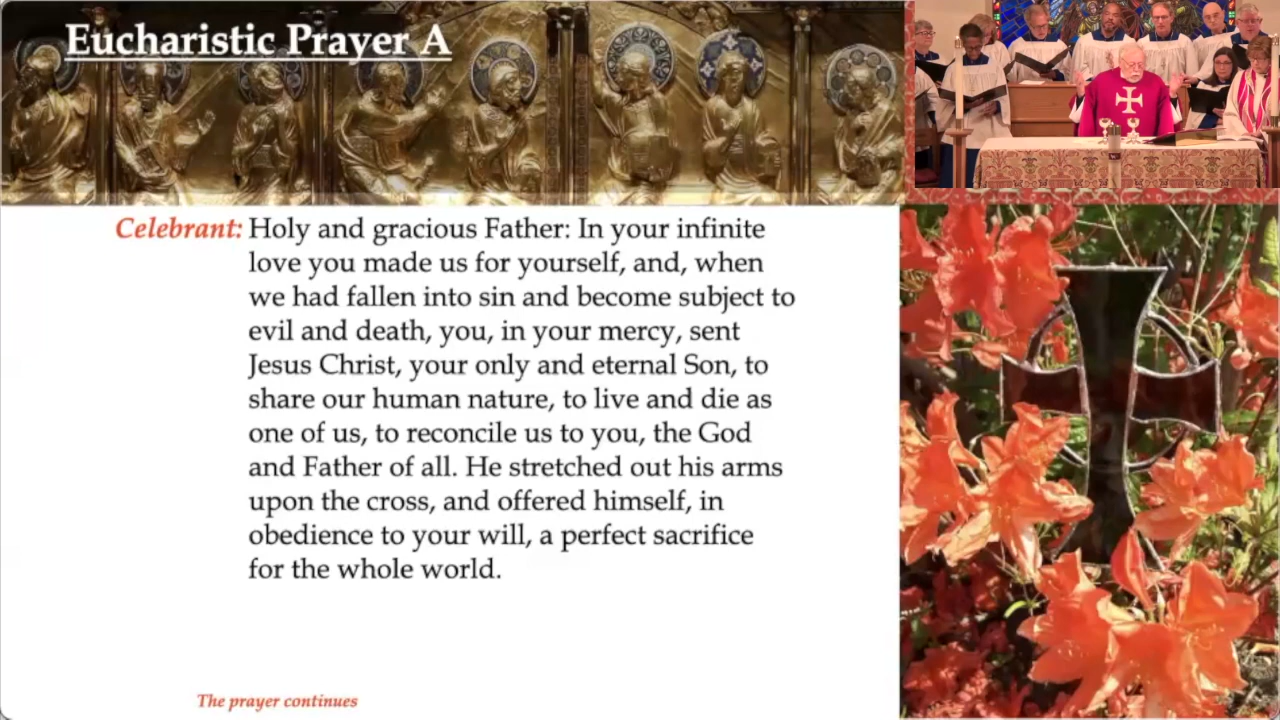 Eucharistic Prayer A
Celebrant: Holy and gracious Father: In your infinite
love you made us for yourself, and, when
we had fallen into sin and become subject to
evil and death, you, in your mercy, sent
Jesus Christ, your only and eternal Son, to
share our human nature, to live and die as
one of us, to reconcile us to you, the God
and Father of all. He stretched out his arms
upon the cross, and offered himself, in
obedience to your will, a perfect sacrifice
for the whole world.
The prayer continues